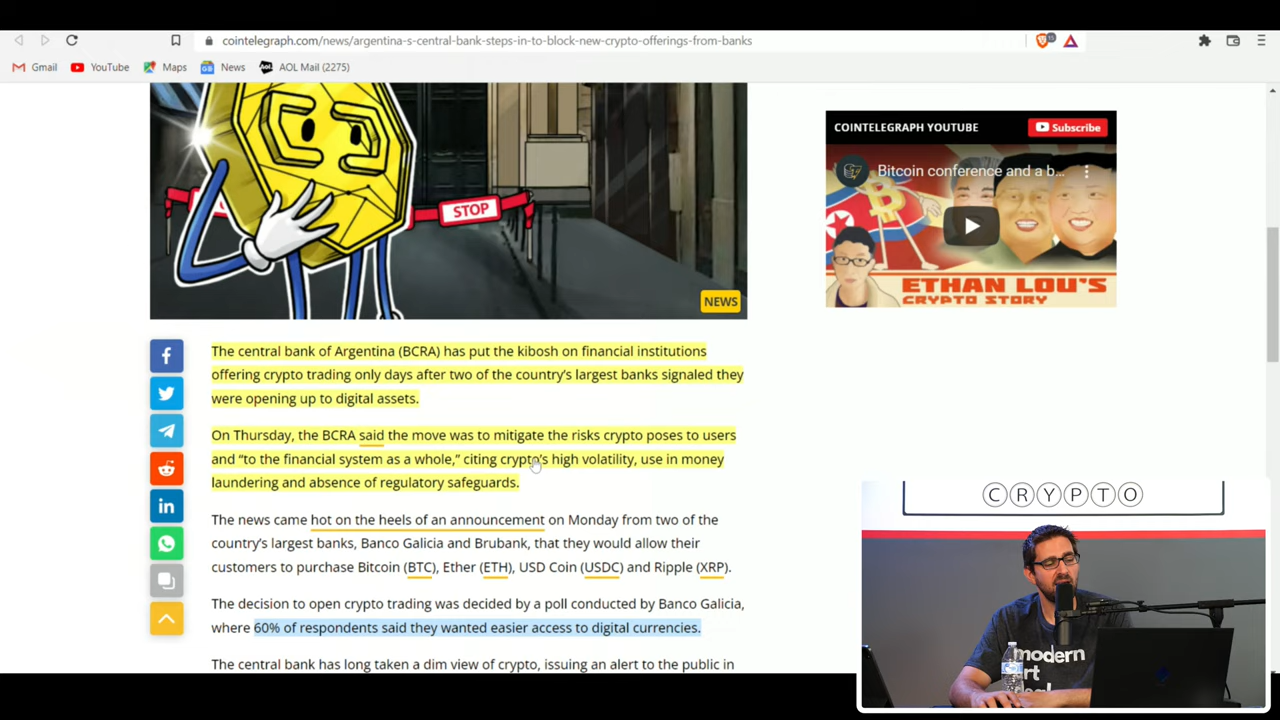 cointelegraph.com/news/argentina-s-central-bank-steps-in-to-block-new-crypto-offerings-from-banks
Gmail YouTube Maps News AOL Mail (2275)
STOP
NEWS
COINTELEGRAPH YOUTUBE Subscribe
Bitcoin conference and a b...
ETHAN LOU'S
CRYPTO STORY
The central bank of Argentina (BCRA) has put the kibosh on financial institutions
offering crypto trading only days after two of the country's largest banks signaled they
were opening up to digital assets.
On Thursday, the BCRA said the move was to mitigate the risks crypto poses to users
and “to the financial system as a whole,” citing crypto's high volatility, use in money
laundering and absence of regulatory safeguards.
The news came hot on the heels of an announcement on Monday from two of the
country's largest banks, Banco Galicia and Brubank, that they would allow their
customers to purchase Bitcoin (BTC), Ether (ETH), USD Coin (USDC) and Ripple (XRP).
The decision to open crypto trading was decided by a poll conducted by Banco Galicia,
where 60% of respondents said they wanted easier access to digital currencies.
The central bank has long taken a dim view of crypto, issuing an alert to the public in
CRYPTO
modern
art